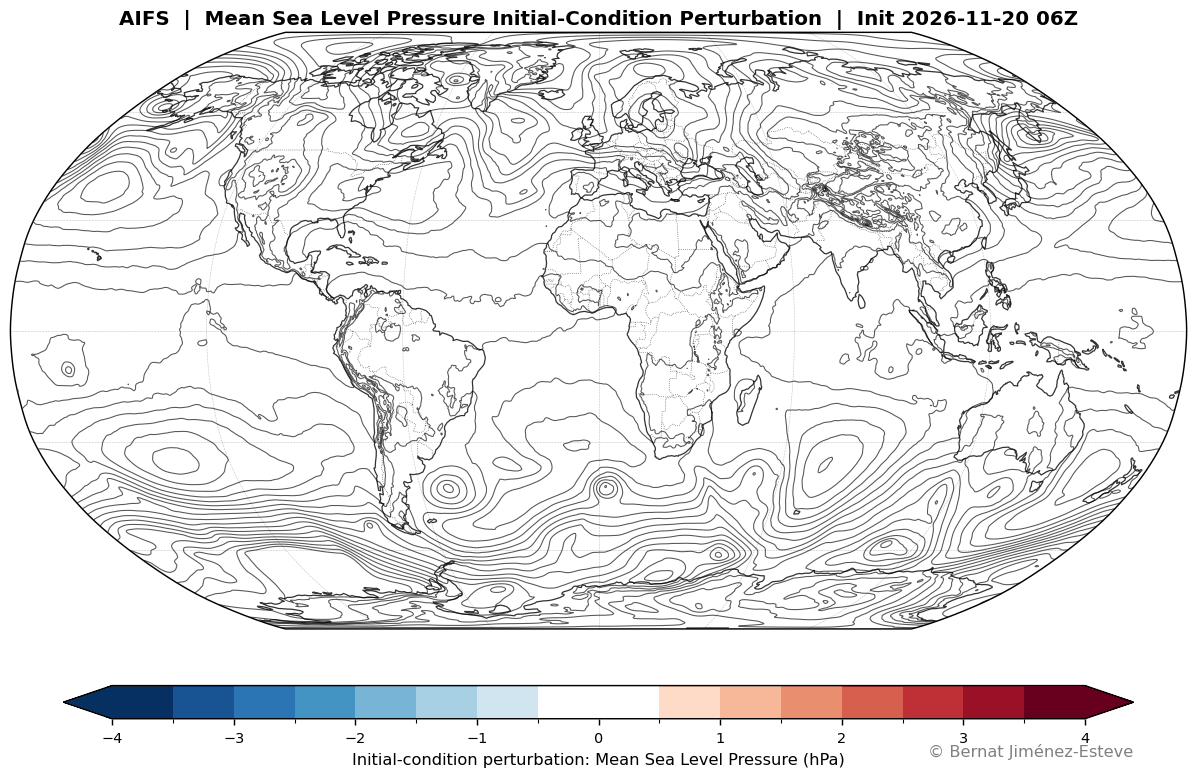 AIFS | Mean Sea Level Pressure Initial-Condition Perturbation | Init 2026-11-20 06Z
−4 −3 −2 −1 0 1 2 3 4
Initial-condition perturbation: Mean Sea Level Pressure (hPa)
© Bernat Jiménez-Esteve